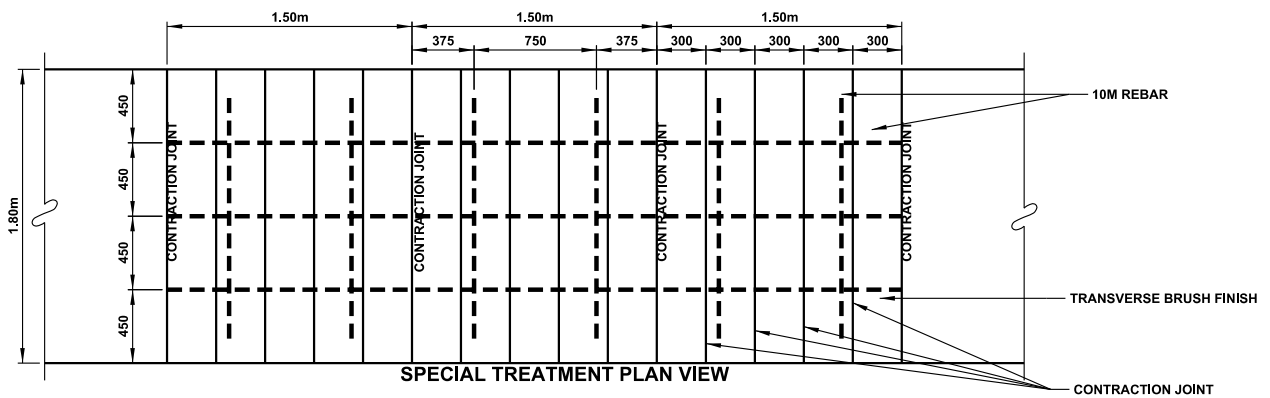 1.50m 1.50m 1.50m
375 750 375 300 300 300 300 300
10M REBAR
450
450
450
450
1.80m
CONTRACTION JOINT
CONTRACTION JOINT
CONTRACTION JOINT
CONTRACTION JOINT
TRANSVERSE BRUSH FINISH
SPECIAL TREATMENT PLAN VIEW
CONTRACTION JOINT